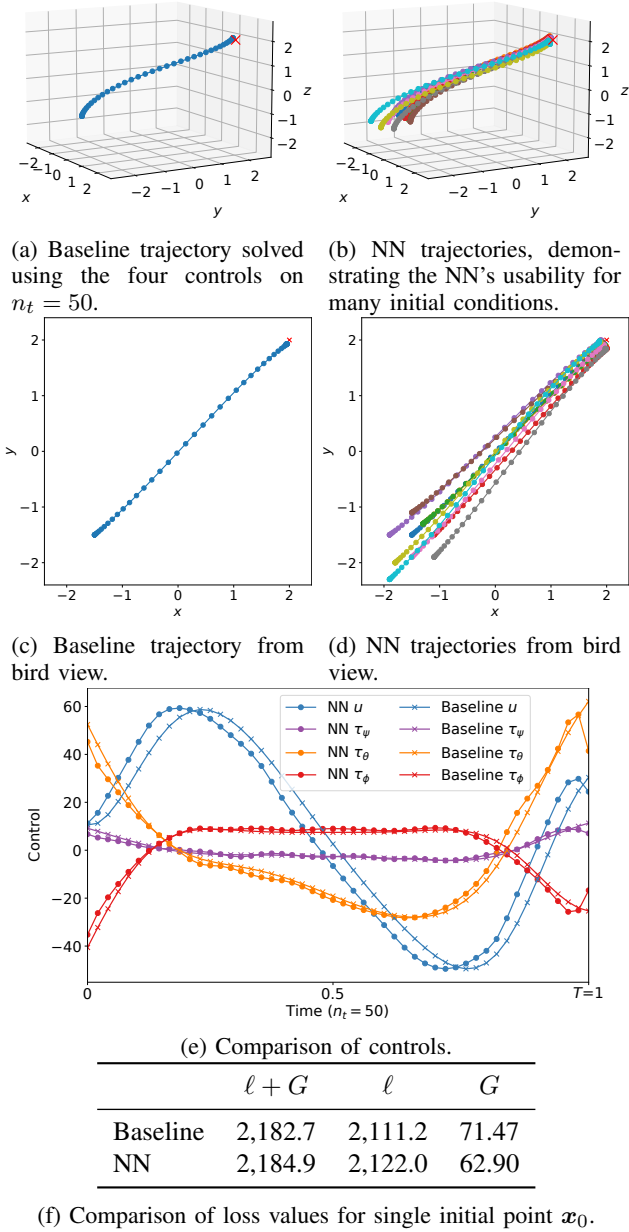 2
1
0
−1
−2
z
−2
−1
0
1
2
x
−2
−1
0
1
2
y
2
1
0
−1
−2
z
−2
−1
0
1
2
x
−2
−1
0
1
2
y
(a) Baseline trajectory solved
using the four controls on
n_t = 50.
(b) NN trajectories, demon-
strating the NN's usability for
many initial conditions.
2
1
0
−1
−2
y
−2
−1
0
1
2
x
2
1
0
−1
−2
y
−2
−1
0
1
2
x
(c) Baseline trajectory from
bird view.
(d) NN trajectories from bird
view.
60
40
20
0
−20
−40
Control
NN u
NN τ_ψ
NN τ_θ
NN τ_ϕ
Baseline u
Baseline τ_ψ
Baseline τ_θ
Baseline τ_ϕ
0
0.5
T=1
Time (n_t = 50)
(e) Comparison of controls.
ℓ + G ℓ G
Baseline 2,182.7 2,111.2 71.47
NN 2,184.9 2,122.0 62.90
(f) Comparison of loss values for single initial point x_0.